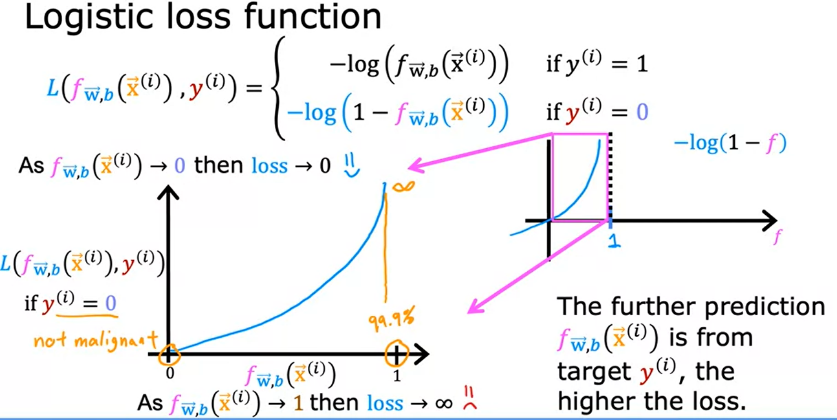 Logistic loss function
L(f_w⃗,b(x⃗^(i)), y^(i)) = { −log(f_w⃗,b(x⃗^(i))) if y^(i) = 1
−log(1 − f_w⃗,b(x⃗^(i))) if y^(i) = 0
As f_w⃗,b(x⃗^(i)) → 0 then loss → 0
−log(1 − f)
∞
1
f
L(f_w⃗,b(x⃗^(i)), y^(i))
if y^(i) = 0
not malignant
99.9%
0
f_w⃗,b(x⃗^(i))
1
As f_w⃗,b(x⃗^(i)) → 1 then loss → ∞
The further prediction
f_w⃗,b(x⃗^(i)) is from
target y^(i), the
higher the loss.